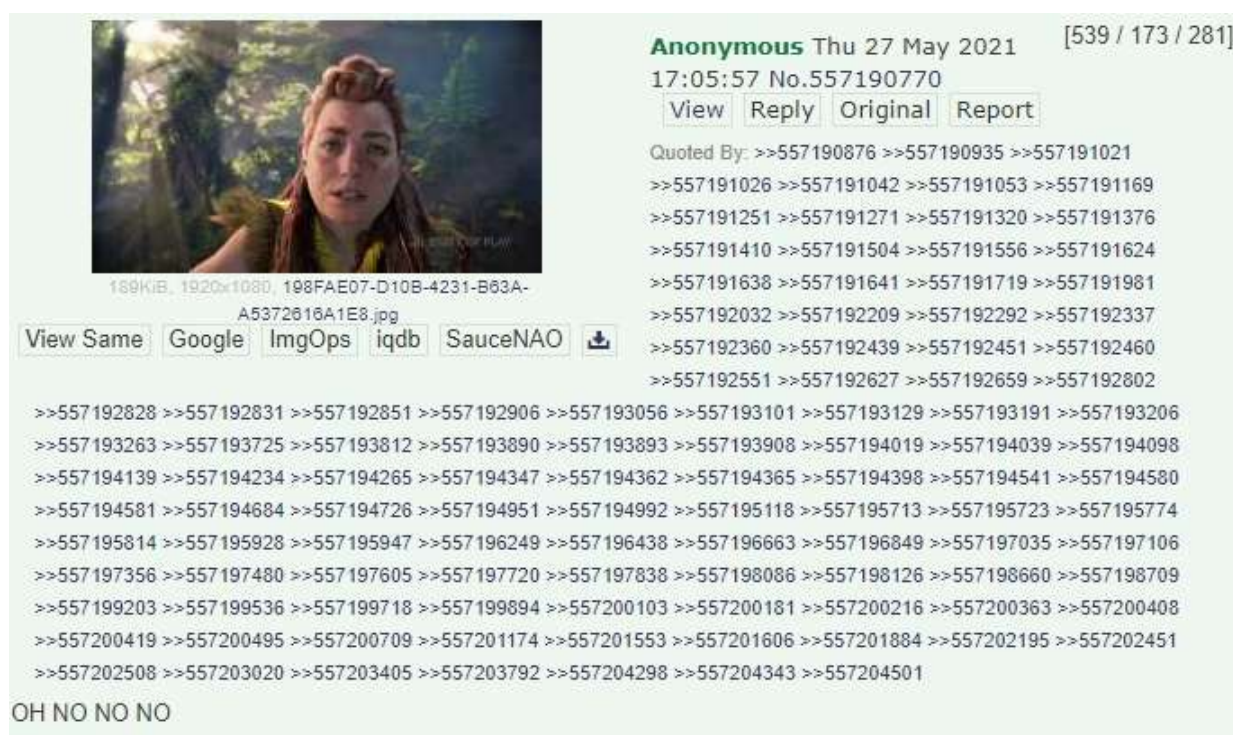 Anonymous Thu 27 May 2021 [539 / 173 / 281]
17:05:57 No.557190770
View Reply Original Report
Quoted By: >>557190876 >>557190935 >>557191021
>>557191026 >>557191042 >>557191053 >>557191169
>>557191251 >>557191271 >>557191320 >>557191376
>>557191410 >>557191504 >>557191556 >>557191624
>>557191638 >>557191641 >>557191719 >>557191981
>>557192032 >>557192209 >>557192292 >>557192337
>>557192360 >>557192439 >>557192451 >>557192460
>>557192551 >>557192627 >>557192659 >>557192802
189KiB, 1920x1080, 198FAE07-D10B-4231-B63A-
A5372616A1E8.jpg
View Same Google ImgOps iqdb SauceNAO
>>557192828 >>557192831 >>557192851 >>557192906 >>557193056 >>557193101 >>557193129 >>557193191 >>557193206
>>557193263 >>557193725 >>557193812 >>557193890 >>557193893 >>557193908 >>557194019 >>557194039 >>557194098
>>557194139 >>557194234 >>557194265 >>557194347 >>557194362 >>557194365 >>557194398 >>557194541 >>557194580
>>557194581 >>557194684 >>557194726 >>557194951 >>557194992 >>557195118 >>557195713 >>557195723 >>557195774
>>557195814 >>557195928 >>557195947 >>557196249 >>557196438 >>557196663 >>557196849 >>557197035 >>557197106
>>557197356 >>557197480 >>557197605 >>557197720 >>557197838 >>557198086 >>557198126 >>557198660 >>557198709
>>557199203 >>557199536 >>557199718 >>557199894 >>557200103 >>557200181 >>557200216 >>557200363 >>557200408
>>557200419 >>557200495 >>557200709 >>557201174 >>557201553 >>557201606 >>557201884 >>557202195 >>557202451
>>557202508 >>557203020 >>557203405 >>557203792 >>557204298 >>557204343 >>557204501
OH NO NO NO